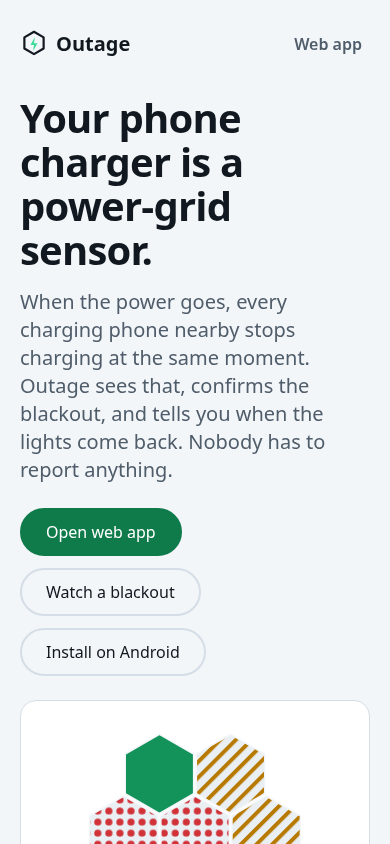 Outage
Web app
Your phone
charger is a
power-grid
sensor.
When the power goes, every
charging phone nearby stops
charging at the same moment.
Outage sees that, confirms the
blackout, and tells you when the
lights come back. Nobody has to
report anything.
Open web app
Watch a blackout
Install on Android